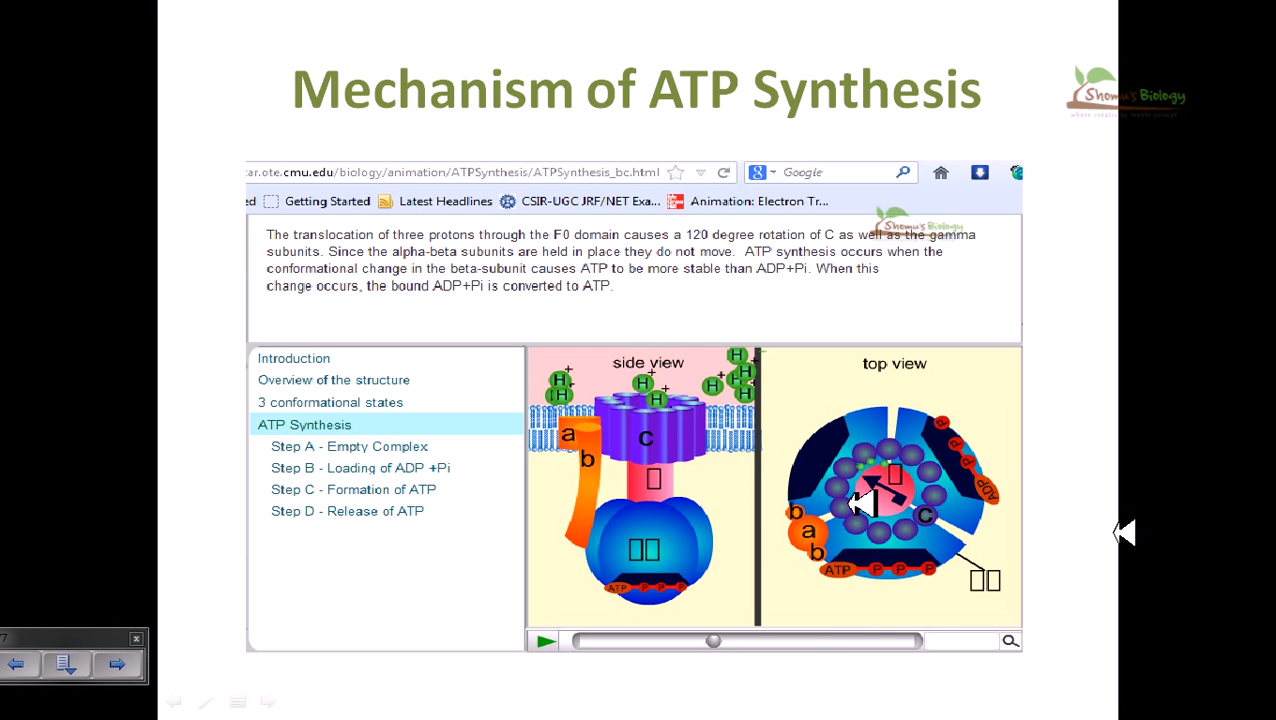 Mechanism of ATP Synthesis
Shomu's Biology
ar.ote.cmu.edu/biology/animation/ATPSynthesis/ATPSynthesis_bc.html
Google
ed
Getting Started
Latest Headlines
CSIR-UGC JRF/NET Exa...
Animation: Electron Tr...
Shomu's Biology
The translocation of three protons through the F0 domain causes a 120 degree rotation of C as well as the gamma
subunits. Since the alpha-beta subunits are held in place they do not move. ATP synthesis occurs when the
conformational change in the beta-subunit causes ATP to be more stable than ADP+Pi. When this
change occurs, the bound ADP+Pi is converted to ATP.
Introduction
Overview of the structure
3 conformational states
ATP Synthesis
Step A - Empty Complex
Step B - Loading of ADP +Pi
Step C - Formation of ATP
Step D - Release of ATP
side view
H + H + H + H + H + H + H + H +
a
b
c
ATP P P P
top view
P P P ADP
b
a
b
c
ATP P P P